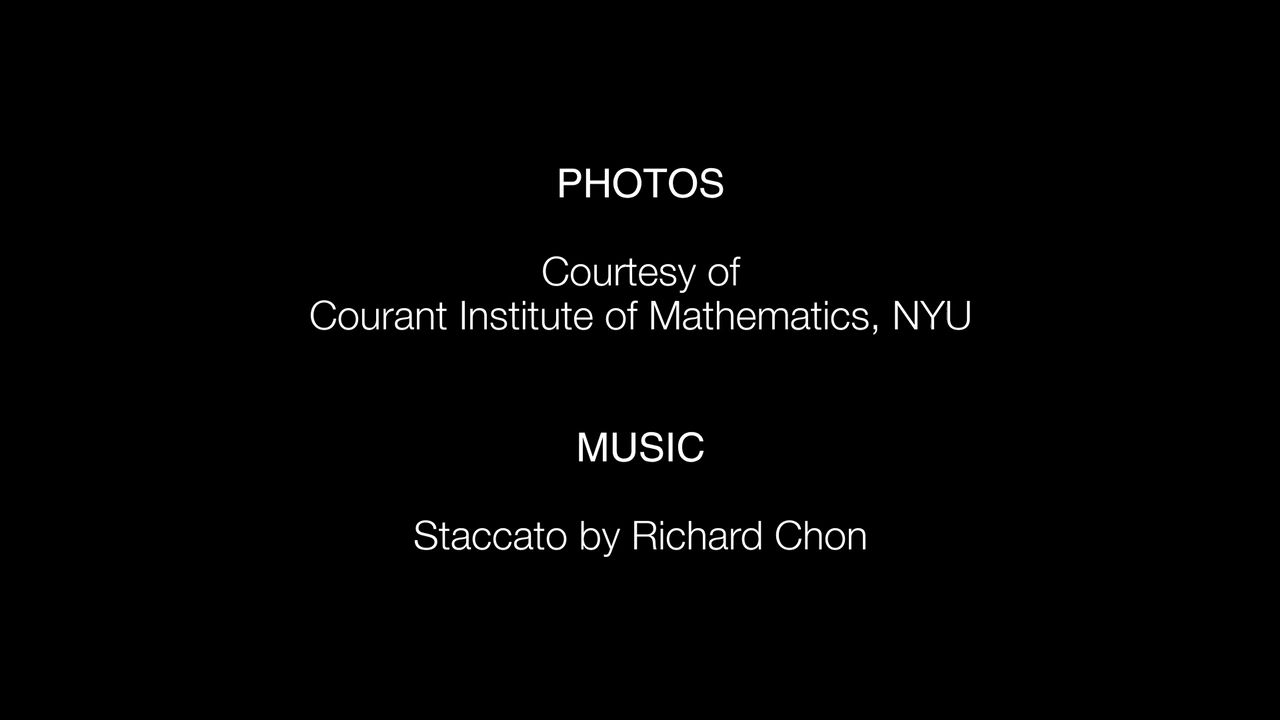 PHOTOS
Courtesy of
Courant Institute of Mathematics, NYU
MUSIC
Staccato by Richard Chon